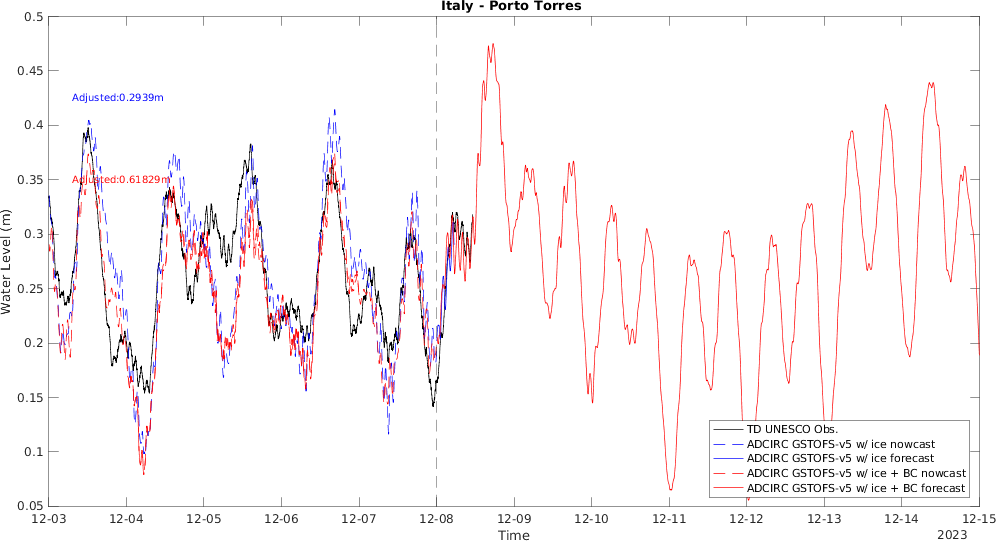 Italy - Porto Torres
Water Level (m)
0.5
0.45
0.4
0.35
0.3
0.25
0.2
0.15
0.1
0.05
Adjusted:0.2939m
Adjusted:0.61829m
TD UNESCO Obs.
ADCIRC GSTOFS-v5 w/ ice nowcast
ADCIRC GSTOFS-v5 w/ ice forecast
ADCIRC GSTOFS-v5 w/ ice + BC nowcast
ADCIRC GSTOFS-v5 w/ ice + BC forecast
12-03 12-04 12-05 12-06 12-07 12-08 12-09 12-10 12-11 12-12 12-13 12-14 12-15
Time
2023